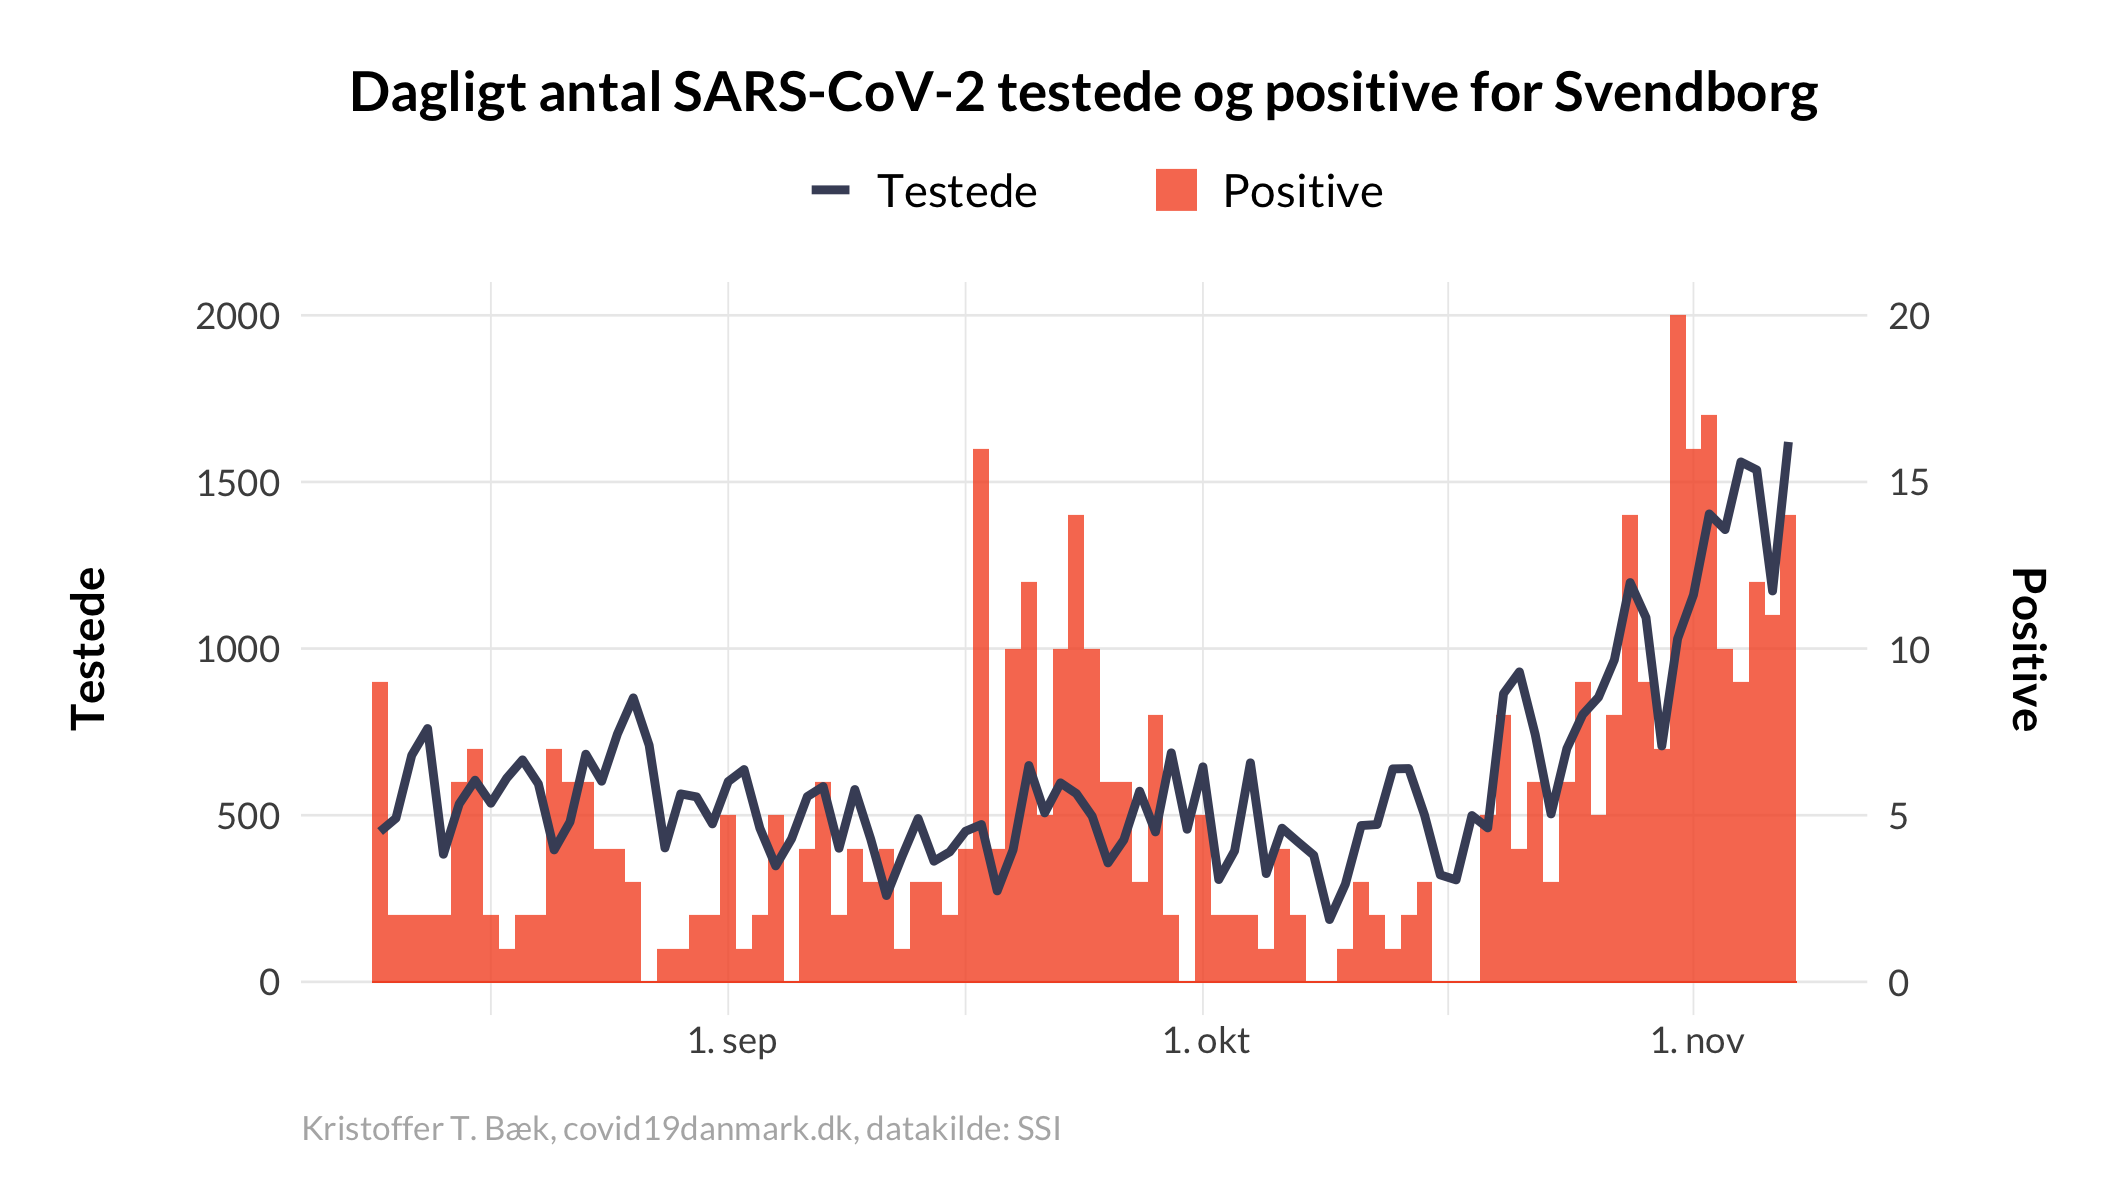 Dagligt antal SARS-CoV-2 testede og positive for Svendborg
Testede
Positive
2000
1500
1000
500
0
20
15
10
5
0
Testede
Positive
1. sep
1. okt
1. nov
Kristoffer T. Bæk, covid19danmark.dk, datakilde: SSI